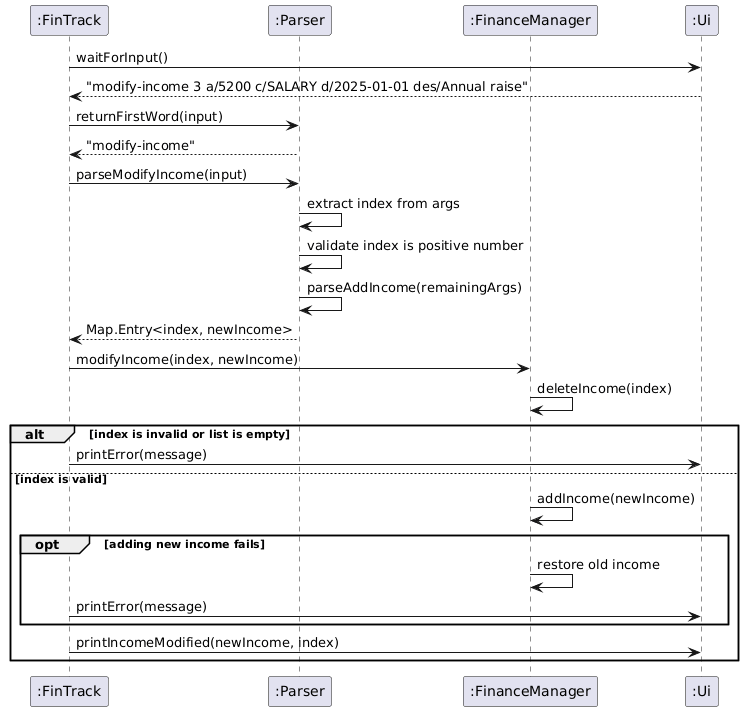 :FinTrack :Parser :FinanceManager :Ui
waitForInput()
"modify-income 3 a/5200 c/SALARY d/2025-01-01 des/Annual raise"
returnFirstWord(input)
"modify-income"
parseModifyIncome(input)
extract index from args
validate index is positive number
parseAddIncome(remainingArgs)
Map.Entry<index, newIncome>
modifyIncome(index, newIncome)
deleteIncome(index)
alt [index is invalid or list is empty]
printError(message)
[index is valid]
addIncome(newIncome)
opt [adding new income fails]
restore old income
printError(message)
printIncomeModified(newIncome, index)
:FinTrack :Parser :FinanceManager :Ui